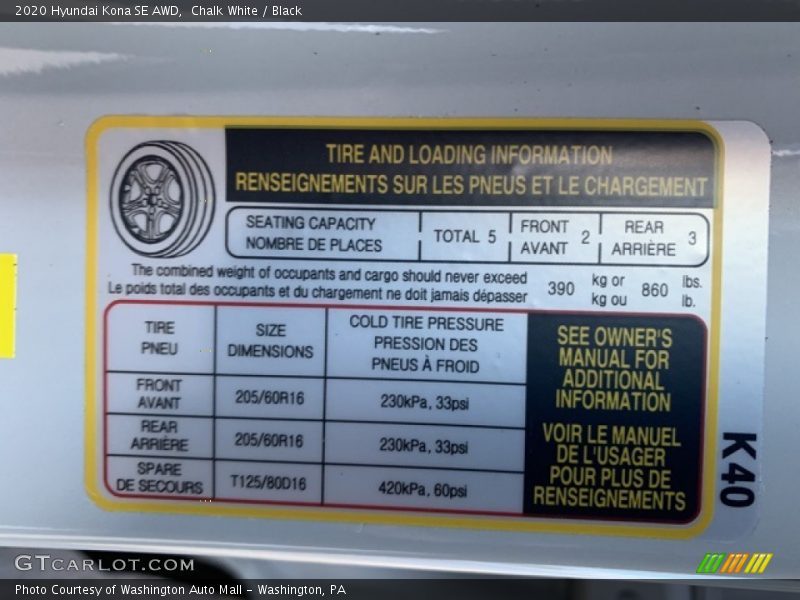 2020 Hyundai Kona SE AWD,  Chalk White / Black
TIRE AND LOADING INFORMATION
RENSEIGNEMENTS SUR LES PNEUS ET LE CHARGEMENT
SEATING CAPACITY
NOMBRE DE PLACES
TOTAL 5
FRONT
AVANT
2
REAR
ARRIÈRE
3
The combined weight of occupants and cargo should never exceed
Le poids total des occupants et du chargement ne doit jamais dépasser
390
kg or
kg ou
860
lbs.
lb.
TIRE
PNEU
SIZE
DIMENSIONS
COLD TIRE PRESSURE
PRESSION DES
PNEUS À FROID
FRONT
AVANT
205/60R16
230kPa, 33psi
REAR
ARRIÈRE
205/60R16
230kPa, 33psi
SPARE
DE SECOURS
T125/80D16
420kPa, 60psi
SEE OWNER'S
MANUAL FOR
ADDITIONAL
INFORMATION
VOIR LE MANUEL
DE L'USAGER
POUR PLUS DE
RENSEIGNEMENTS
K40
GTCARLOT.COM
Photo Courtesy of Washington Auto Mall - Washington, PA